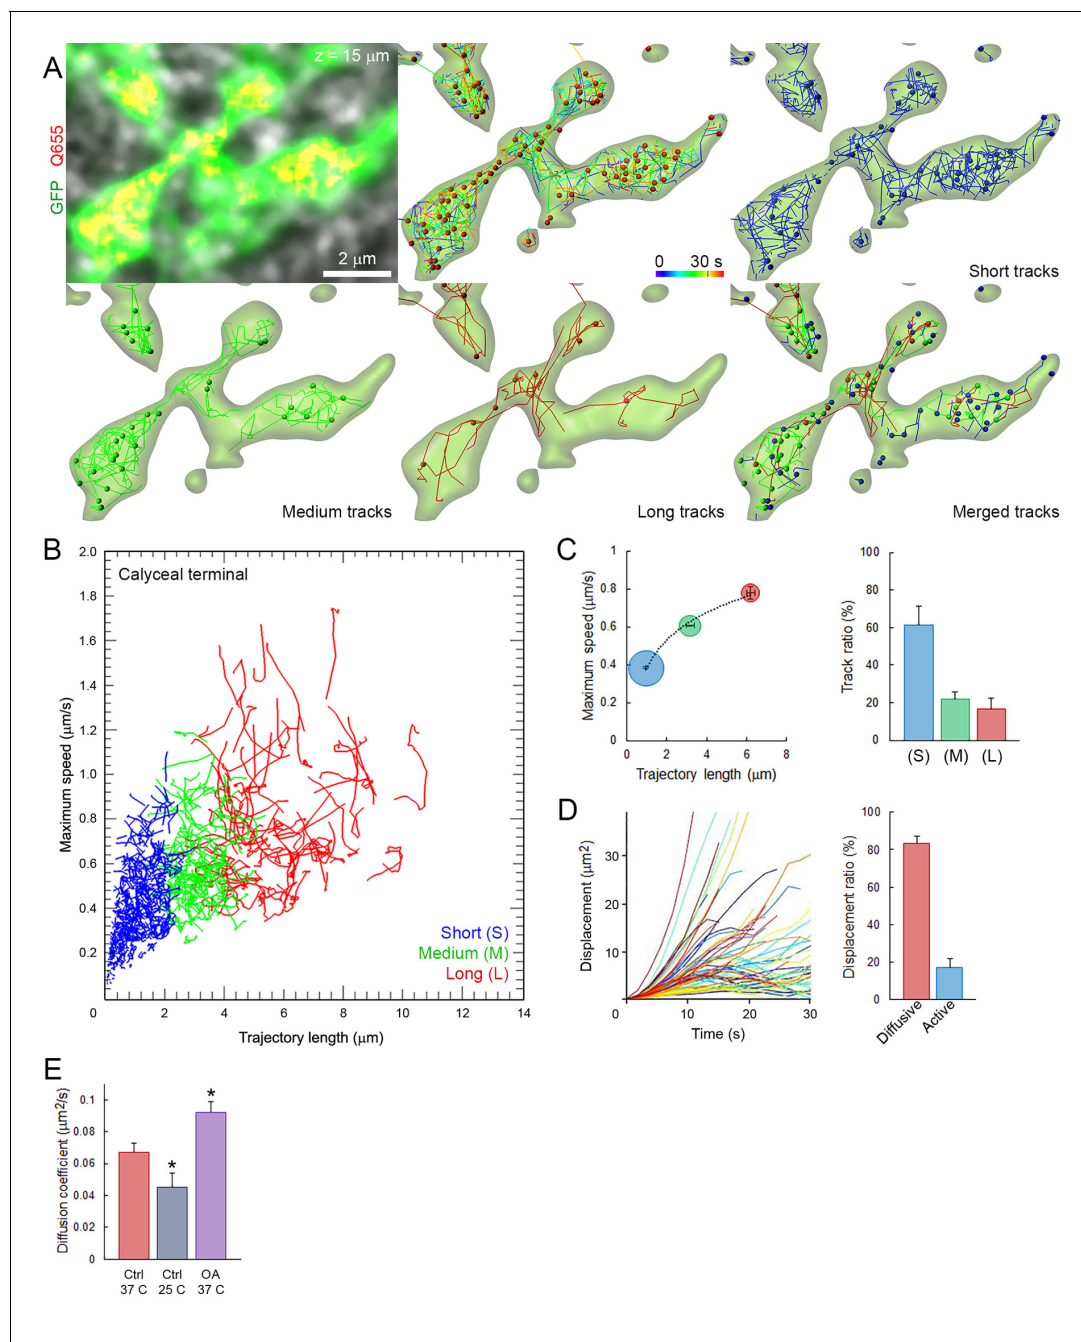 A
GFP Q655
z = 15 μm
2 μm
0 30 s
Short tracks
Medium tracks
Long tracks
Merged tracks
B
Calyceal terminal
Maximum speed (μm/s)
2.0
1.8
1.6
1.4
1.2
1.0
0.8
0.6
0.4
0.2
Short (S)
Medium (M)
Long (L)
0 2 4 6 8 10 12 14
Trajectory length (μm)
C
Maximum speed (μm/s)
1
0.8
0.6
0.4
0.2
0
0 2 4 6 8
Trajectory length (μm)
Track ratio (%)
100
80
60
40
20
0
(S) (M) (L)
D
Displacement (μm²)
30
20
10
0
0 10 20 30
Time (s)
Displacement ratio (%)
100
80
60
40
20
0
Diffusive
Active
E
Diffusion coefficient (μm²/s)
0.1
0.08
0.06
0.04
0.02
0
*
*
Ctrl Ctrl OA
37 C 25 C 37 C